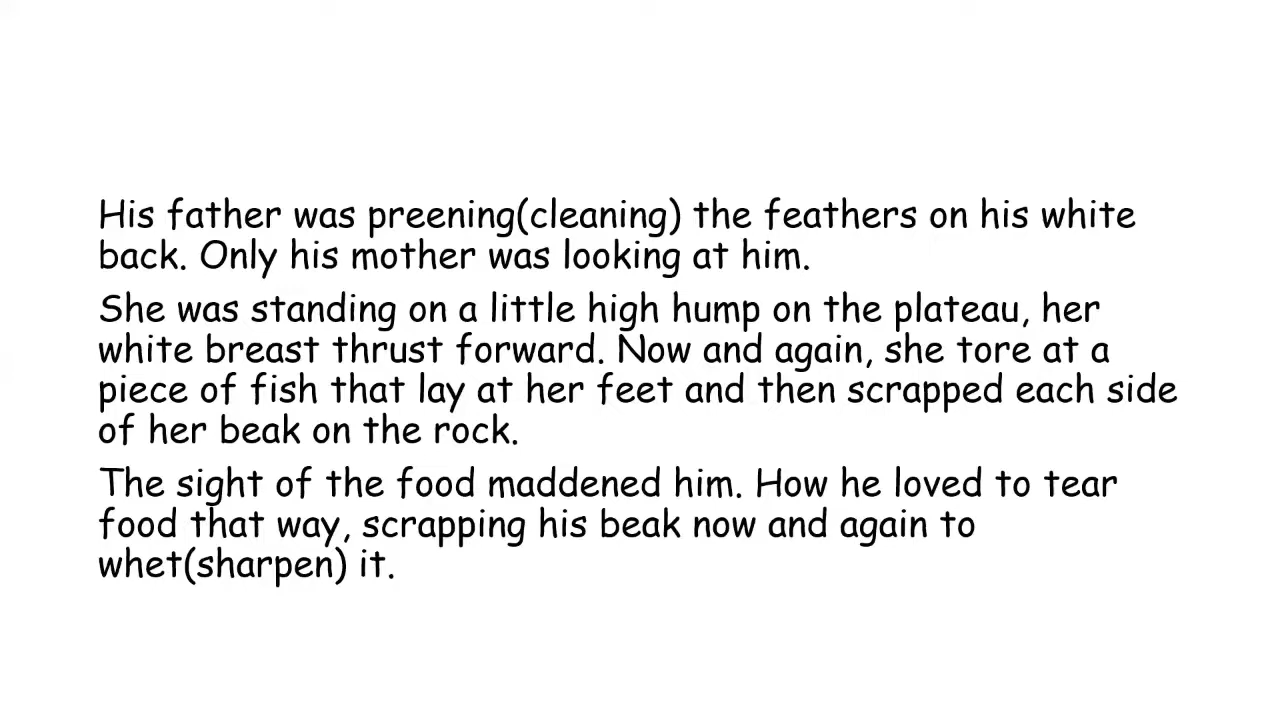 His father was preening(cleaning) the feathers on his white
back. Only his mother was looking at him.
She was standing on a little high hump on the plateau, her
white breast thrust forward. Now and again, she tore at a
piece of fish that lay at her feet and then scrapped each side
of her beak on the rock.
The sight of the food maddened him. How he loved to tear
food that way, scrapping his beak now and again to
whet(sharpen) it.